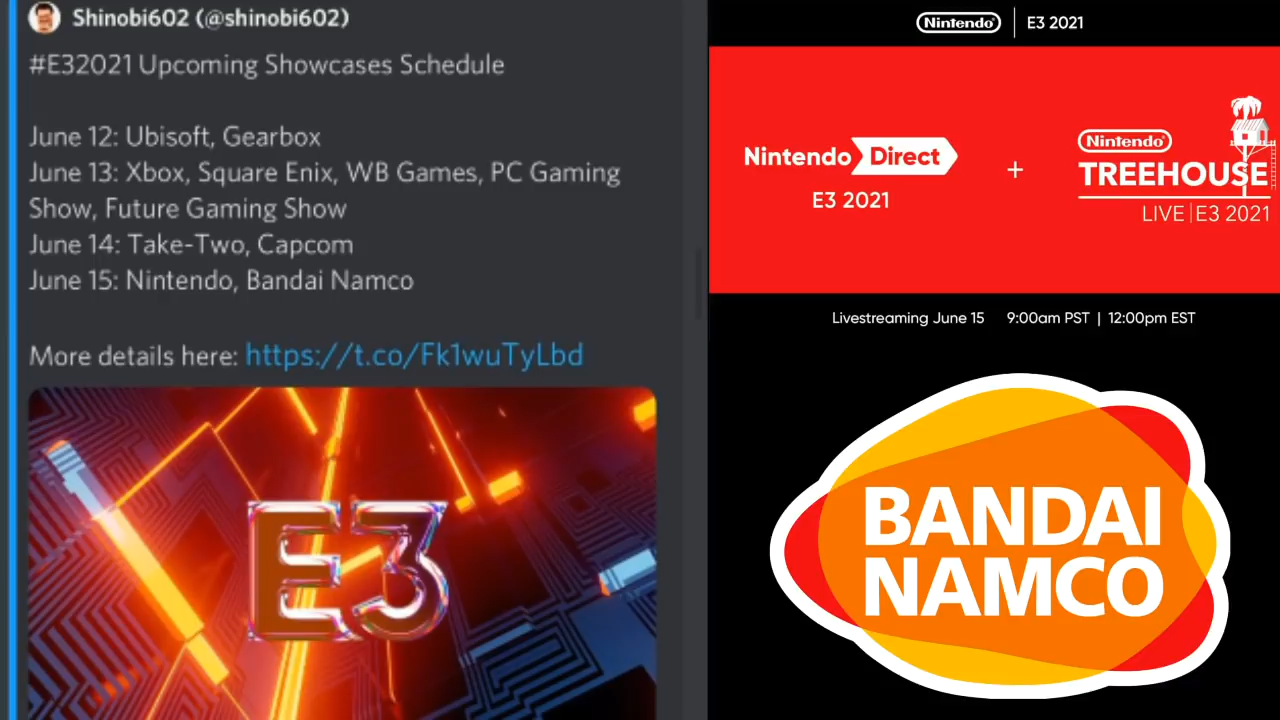 Shinobi602 (@shinobi602)
#E32021 Upcoming Showcases Schedule
June 12: Ubisoft, Gearbox
June 13: Xbox, Square Enix, WB Games, PC Gaming
Show, Future Gaming Show
June 14: Take-Two, Capcom
June 15: Nintendo, Bandai Namco
More details here: https://t.co/Fk1wuTyLbd
E3
Nintendo | E3 2021
Nintendo Direct
E3 2021
+
Nintendo
TREEHOUSE
LIVE | E3 2021
Livestreaming June 15 9:00am PST | 12:00pm EST
BANDAI
NAMCO